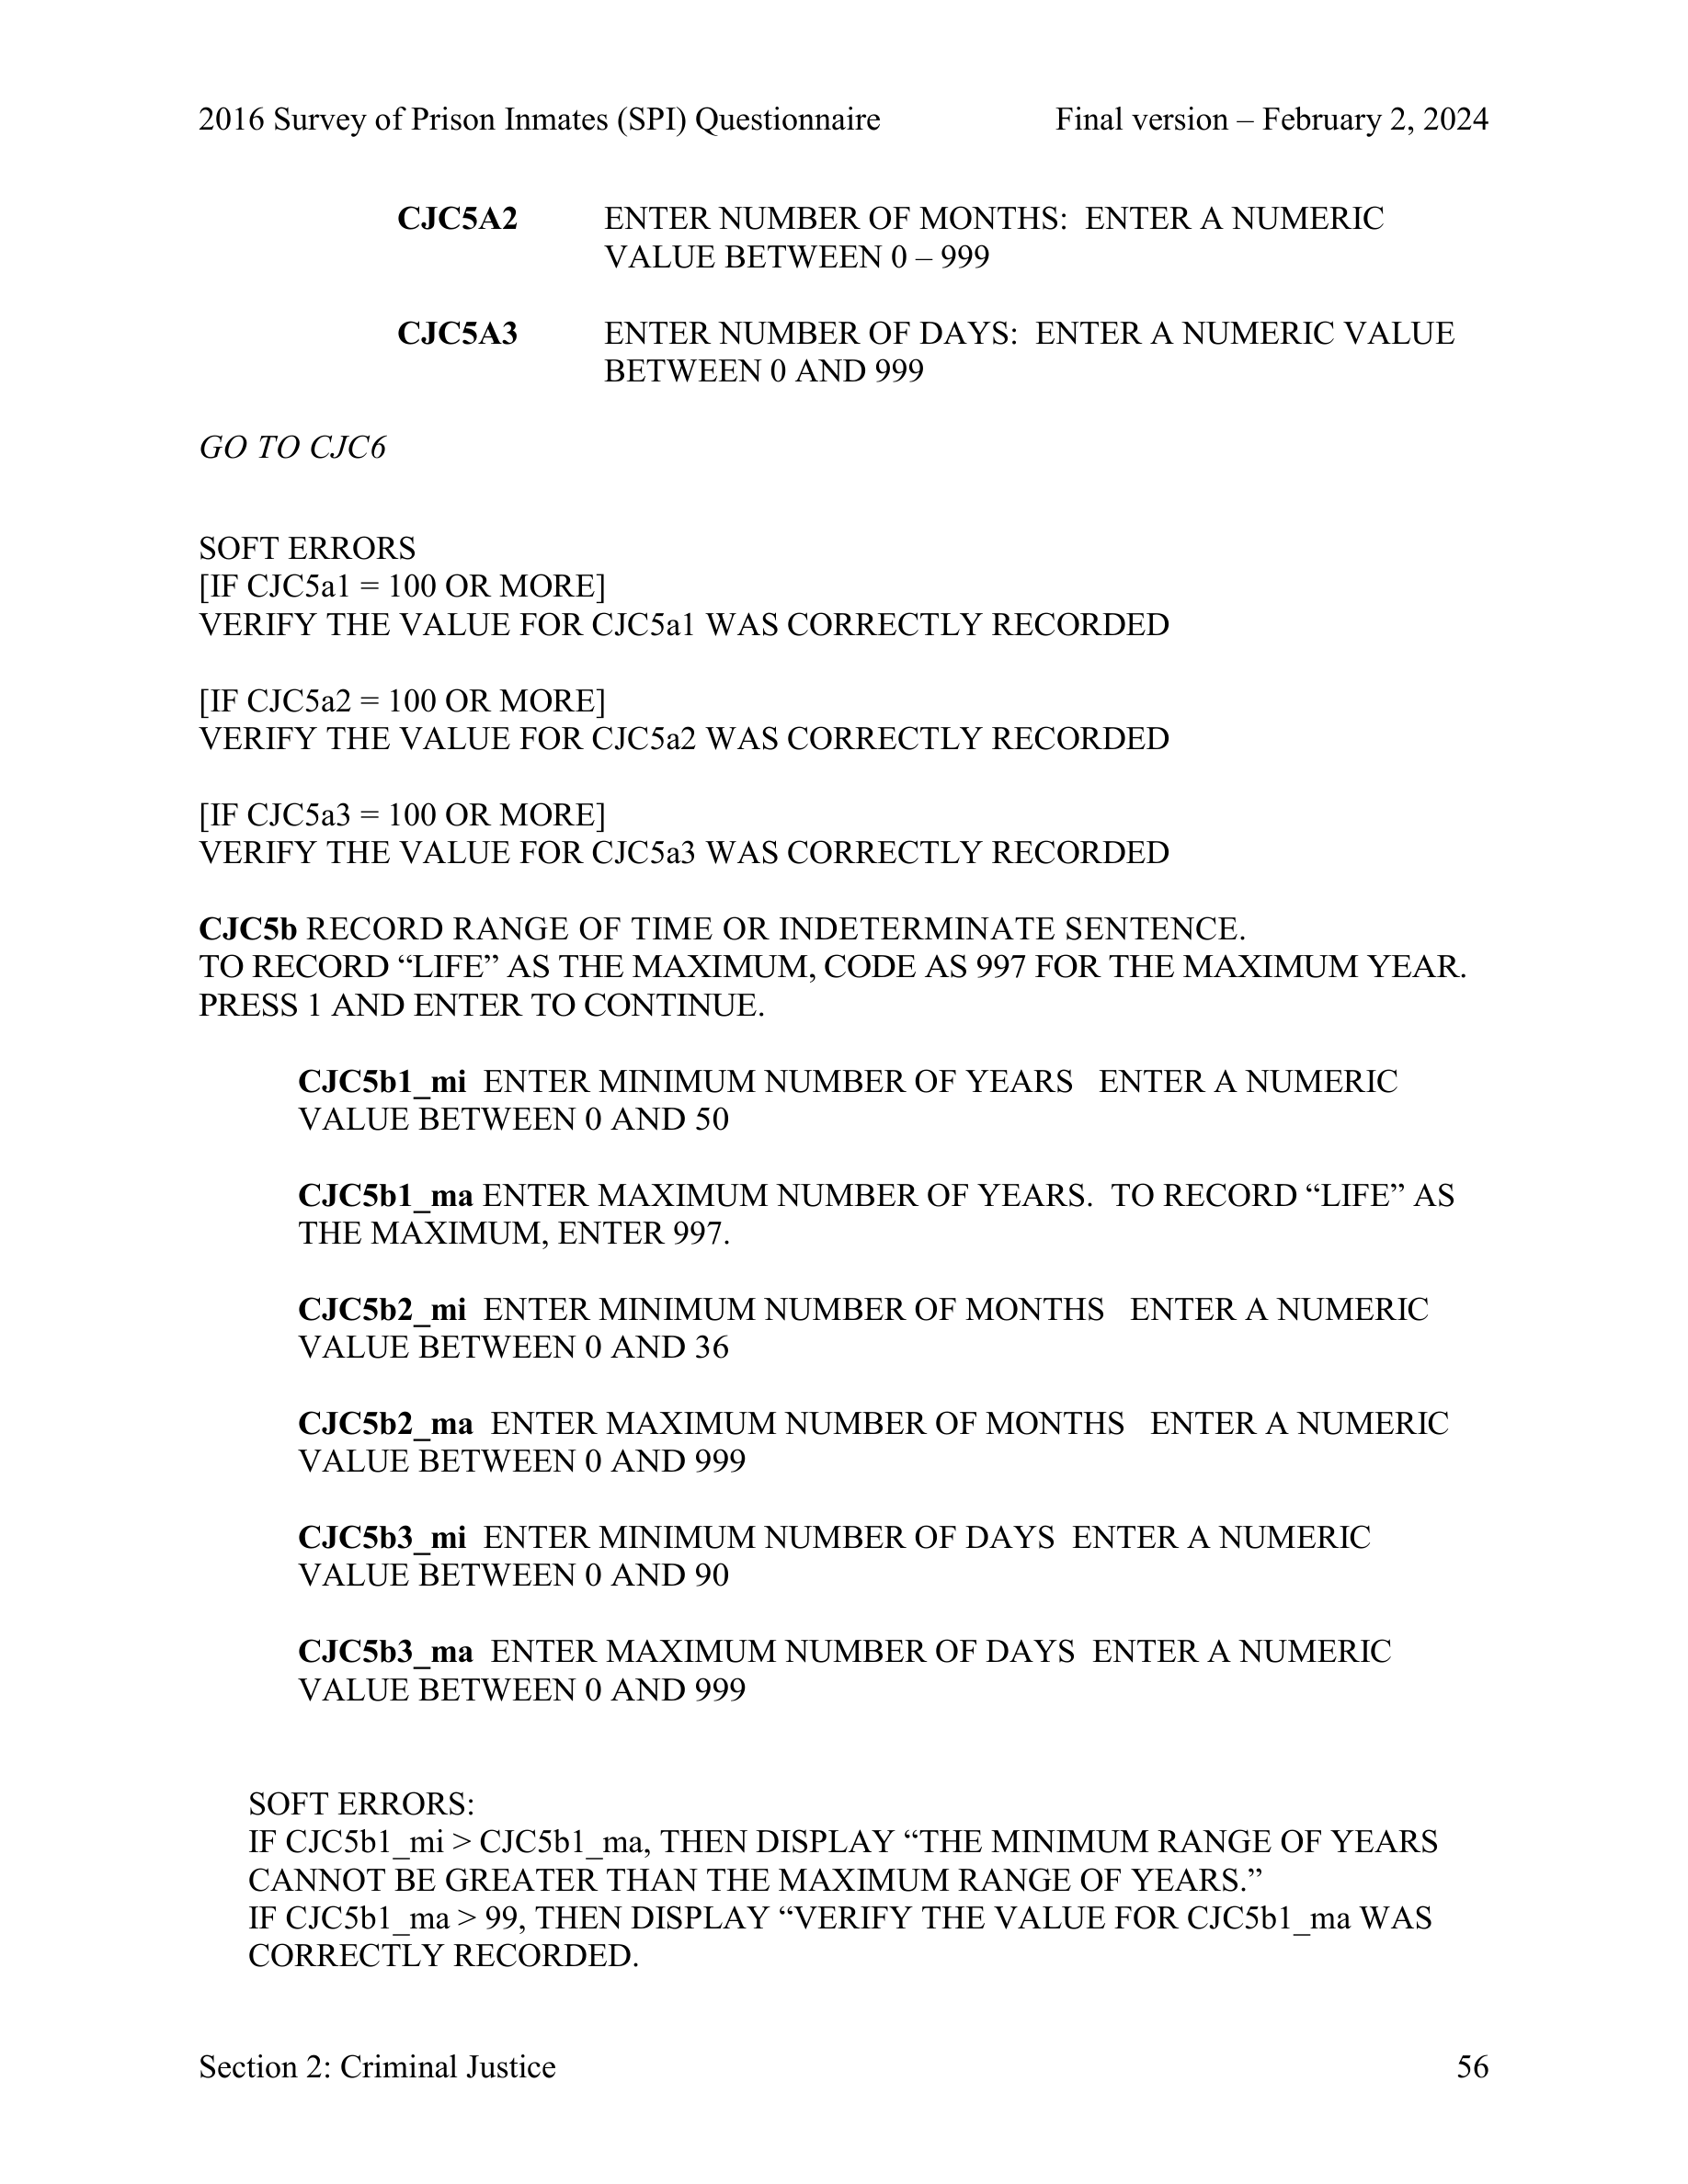 2016 Survey of Prison Inmates (SPI) Questionnaire Final version – February 2, 2024
CJC5A2 ENTER NUMBER OF MONTHS: ENTER A NUMERIC
VALUE BETWEEN 0 – 999
CJC5A3 ENTER NUMBER OF DAYS: ENTER A NUMERIC VALUE
BETWEEN 0 AND 999
GO TO CJC6
SOFT ERRORS
[IF CJC5a1 = 100 OR MORE]
VERIFY THE VALUE FOR CJC5a1 WAS CORRECTLY RECORDED
[IF CJC5a2 = 100 OR MORE]
VERIFY THE VALUE FOR CJC5a2 WAS CORRECTLY RECORDED
[IF CJC5a3 = 100 OR MORE]
VERIFY THE VALUE FOR CJC5a3 WAS CORRECTLY RECORDED
CJC5b RECORD RANGE OF TIME OR INDETERMINATE SENTENCE.
TO RECORD “LIFE” AS THE MAXIMUM, CODE AS 997 FOR THE MAXIMUM YEAR.
PRESS 1 AND ENTER TO CONTINUE.
CJC5b1_mi ENTER MINIMUM NUMBER OF YEARS ENTER A NUMERIC
VALUE BETWEEN 0 AND 50
CJC5b1_ma ENTER MAXIMUM NUMBER OF YEARS. TO RECORD “LIFE” AS
THE MAXIMUM, ENTER 997.
CJC5b2_mi ENTER MINIMUM NUMBER OF MONTHS ENTER A NUMERIC
VALUE BETWEEN 0 AND 36
CJC5b2_ma ENTER MAXIMUM NUMBER OF MONTHS ENTER A NUMERIC
VALUE BETWEEN 0 AND 999
CJC5b3_mi ENTER MINIMUM NUMBER OF DAYS ENTER A NUMERIC
VALUE BETWEEN 0 AND 90
CJC5b3_ma ENTER MAXIMUM NUMBER OF DAYS ENTER A NUMERIC
VALUE BETWEEN 0 AND 999
SOFT ERRORS:
IF CJC5b1_mi > CJC5b1_ma, THEN DISPLAY “THE MINIMUM RANGE OF YEARS
CANNOT BE GREATER THAN THE MAXIMUM RANGE OF YEARS.”
IF CJC5b1_ma > 99, THEN DISPLAY “VERIFY THE VALUE FOR CJC5b1_ma WAS
CORRECTLY RECORDED.
Section 2: Criminal Justice 56